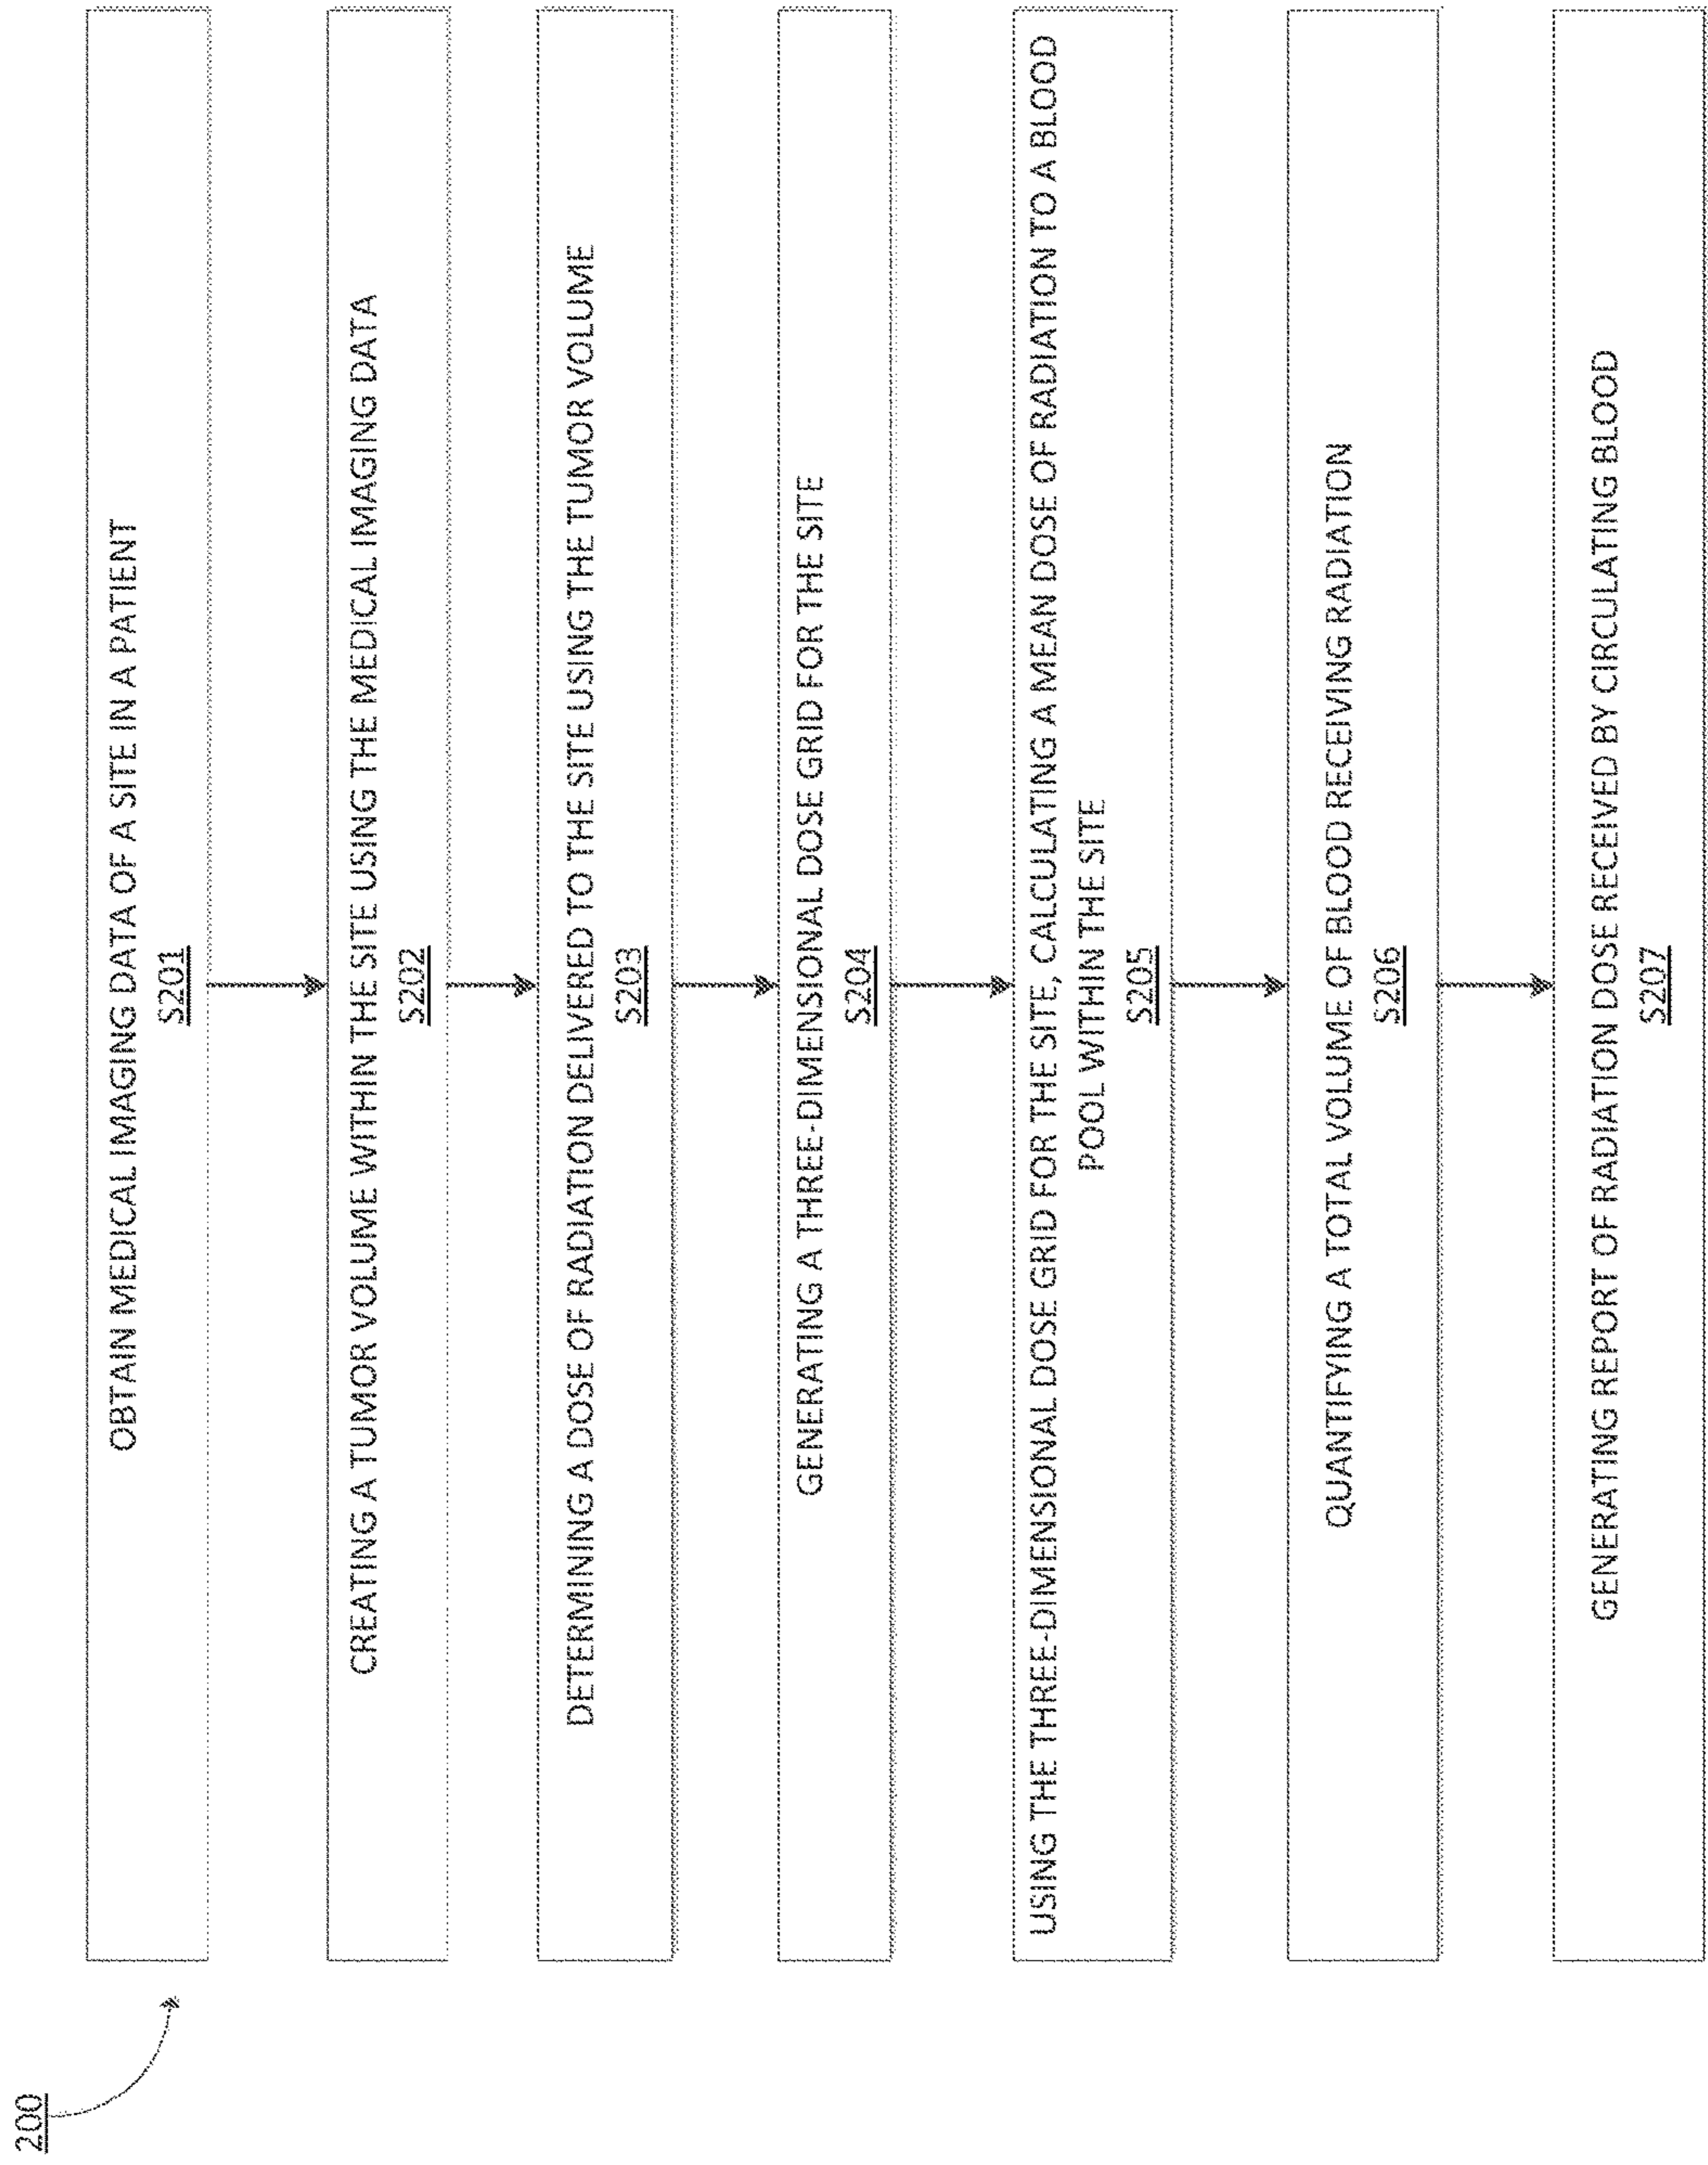 200
OBTAIN MEDICAL IMAGING DATA OF A SITE IN A PATIENT
S201
CREATING A TUMOR VOLUME WITHIN THE SITE USING THE MEDICAL IMAGING DATA
S202
DETERMINING A DOSE OF RADIATION DELIVERED TO THE SITE USING THE TUMOR VOLUME
S203
GENERATING A THREE-DIMENSIONAL DOSE GRID FOR THE SITE
S204
USING THE THREE-DIMENSIONAL DOSE GRID FOR THE SITE, CALCULATING A MEAN DOSE OF RADIATION TO A BLOOD
POOL WITHIN THE SITE
S205
QUANTIFYING A TOTAL VOLUME OF BLOOD RECEIVING RADIATION
S206
GENERATING REPORT OF RADIATION DOSE RECEIVED BY CIRCULATING BLOOD
S207